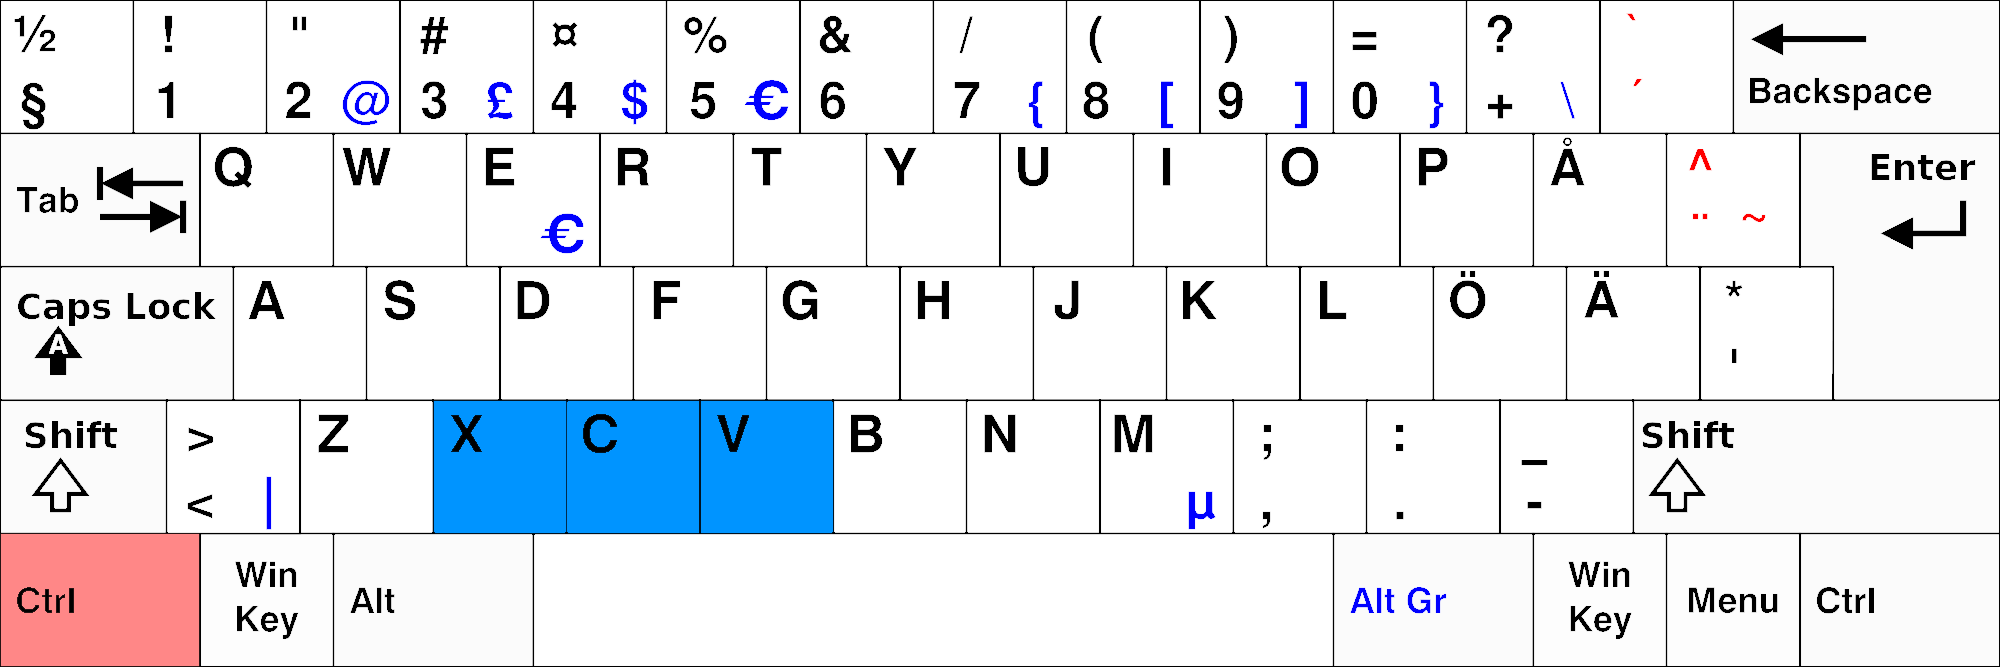 ½ ! " # ¤ % & / ( ) = ? `
§ 1 2 @ 3 £ 4 $ 5 € 6 7 { 8 [ 9 ] 0 } + \ ´ Backspace
Tab Q W E € R T Y U I O P Å ^ ¨ ~ Enter
Caps Lock A A S D F G H J K L Ö Ä * '
Shift > < | Z X C V B N M µ ; , : . _ - Shift
Ctrl Win Key Alt Alt Gr Win Key Menu Ctrl